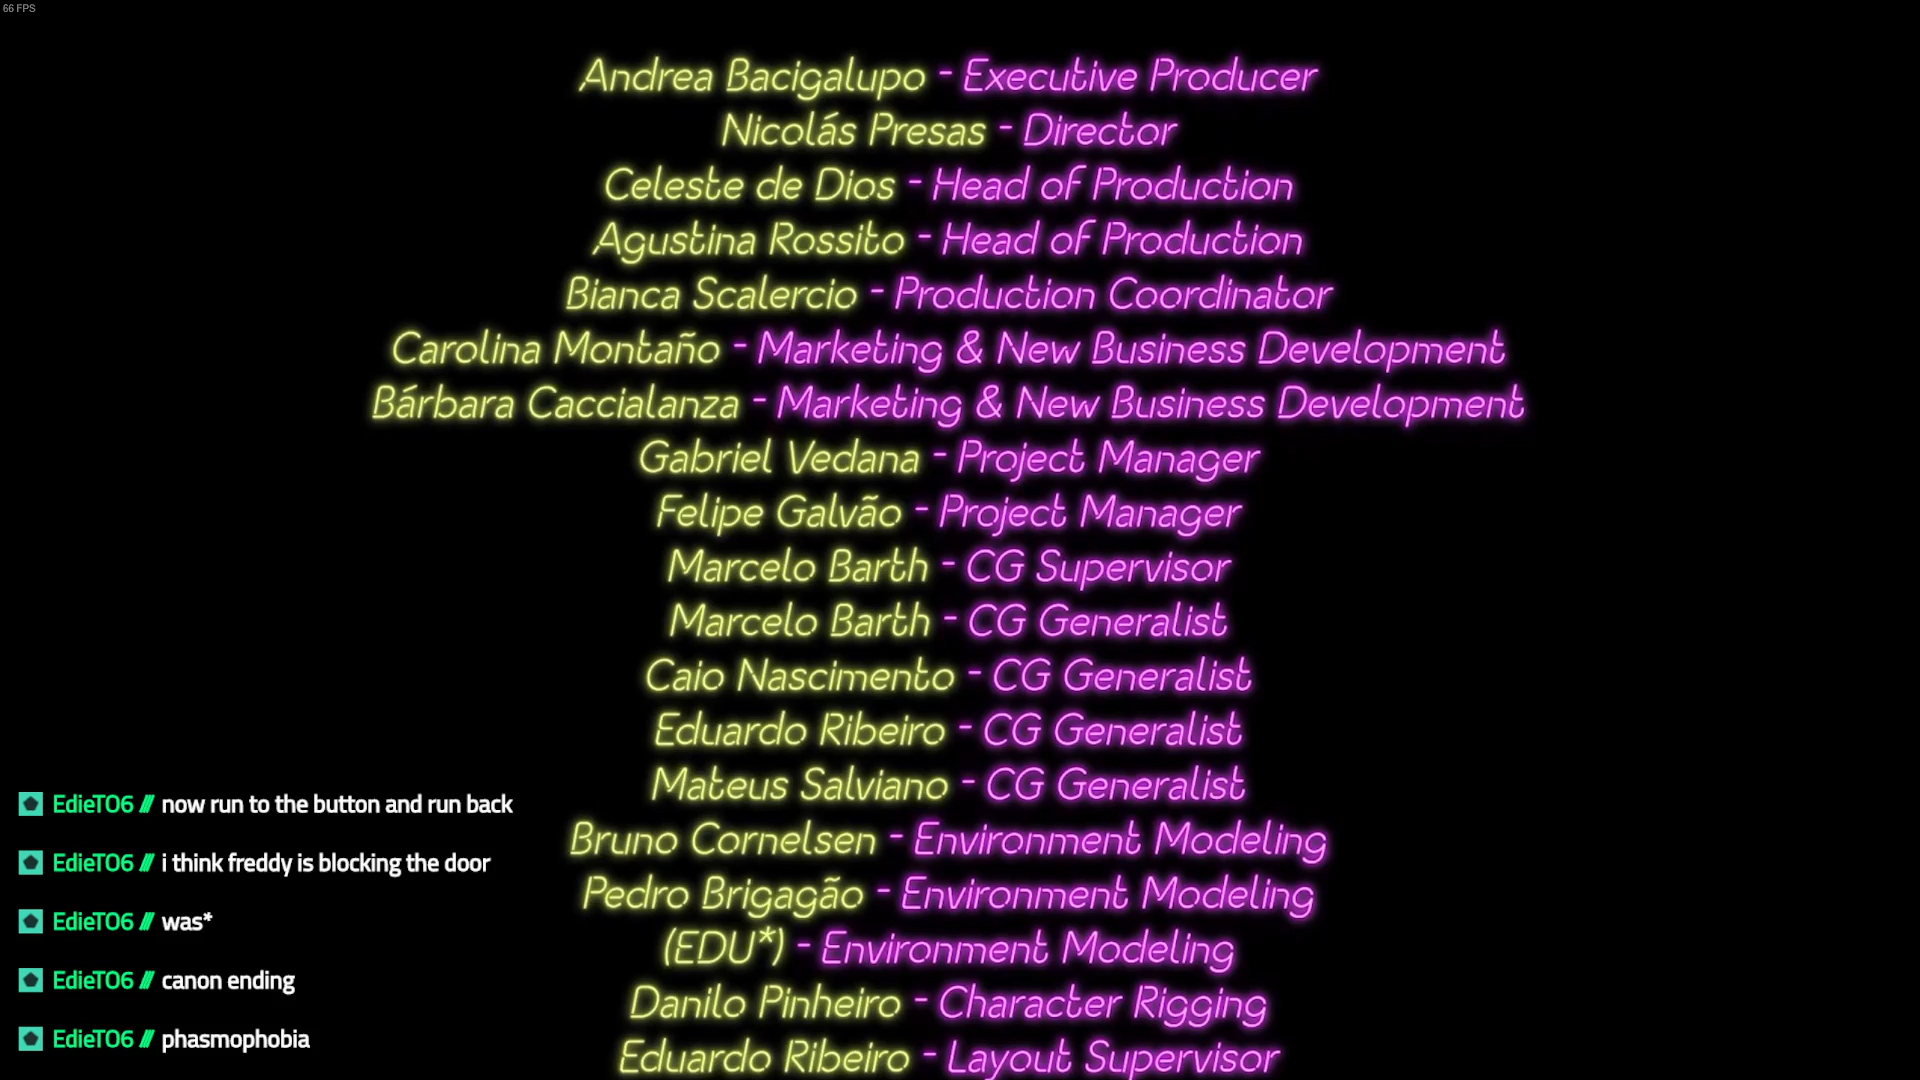 66 FPS
Andrea Bacigalupo - Executive Producer
Nicolás Presas - Director
Celeste de Dios - Head of Production
Agustina Rossito - Head of Production
Bianca Scalercio - Production Coordinator
Carolina Montaño - Marketing & New Business Development
Bárbara Caccialanza - Marketing & New Business Development
Gabriel Vedana - Project Manager
Felipe Galvão - Project Manager
Marcelo Barth - CG Supervisor
Marcelo Barth - CG Generalist
Caio Nascimento - CG Generalist
Eduardo Ribeiro - CG Generalist
Mateus Salviano - CG Generalist
Bruno Cornelsen - Environment Modeling
Pedro Brigagão - Environment Modeling
(EDU*) - Environment Modeling
Danilo Pinheiro - Character Rigging
Eduardo Ribeiro - Layout Supervisor
EdieTO6 /// now run to the button and run back
EdieTO6 /// i think freddy is blocking the door
EdieTO6 /// was*
EdieTO6 /// canon ending
EdieTO6 /// phasmophobia